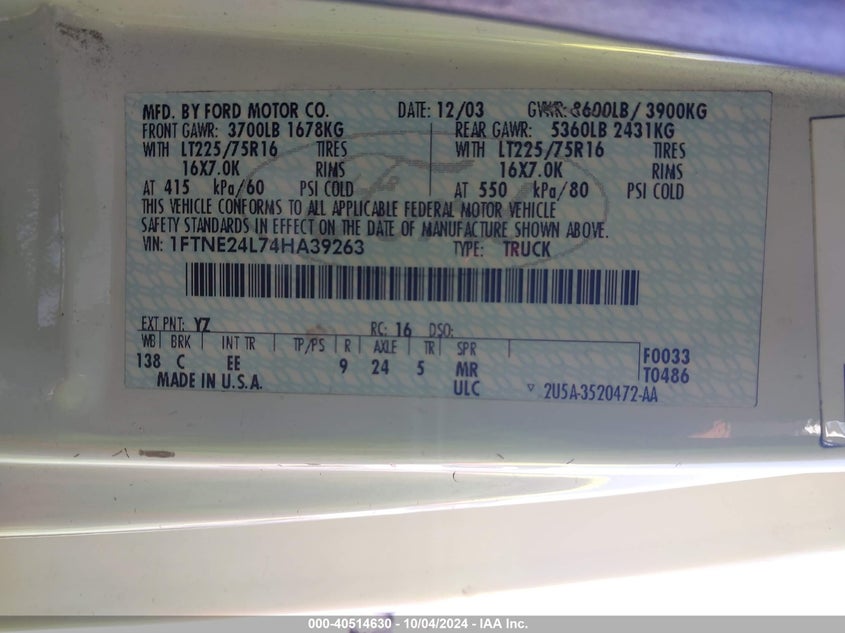 MFD. BY FORD MOTOR CO. DATE: 12/03 GVWR: 8600LB/ 3900KG
FRONT GAWR: 3700LB 1678KG REAR GAWR: 5360LB 2431KG
WITH LT225/75R16 TIRES WITH LT225/75R16 TIRES
16X7.0K RIMS 16X7.0K RIMS
AT 415 kPa/60 PSI COLD AT 550 kPa/80 PSI COLD
THIS VEHICLE CONFORMS TO ALL APPLICABLE FEDERAL MOTOR VEHICLE
SAFETY STANDARDS IN EFFECT ON THE DATE OF MANUFACTURE SHOWN ABOVE.
VIN: 1FTNE24L74HA39263 TYPE: TRUCK
EXT PNT: YZ RC: 16 DSO:
WB BRK INT TR TP/PS R AXLE TR SPR F0033
138 C EE 9 24 5 MR T0486
MADE IN U.S.A. ULC ▽ 2U5A-3520472-AA
000-40514630 - 10/04/2024 - IAA Inc.